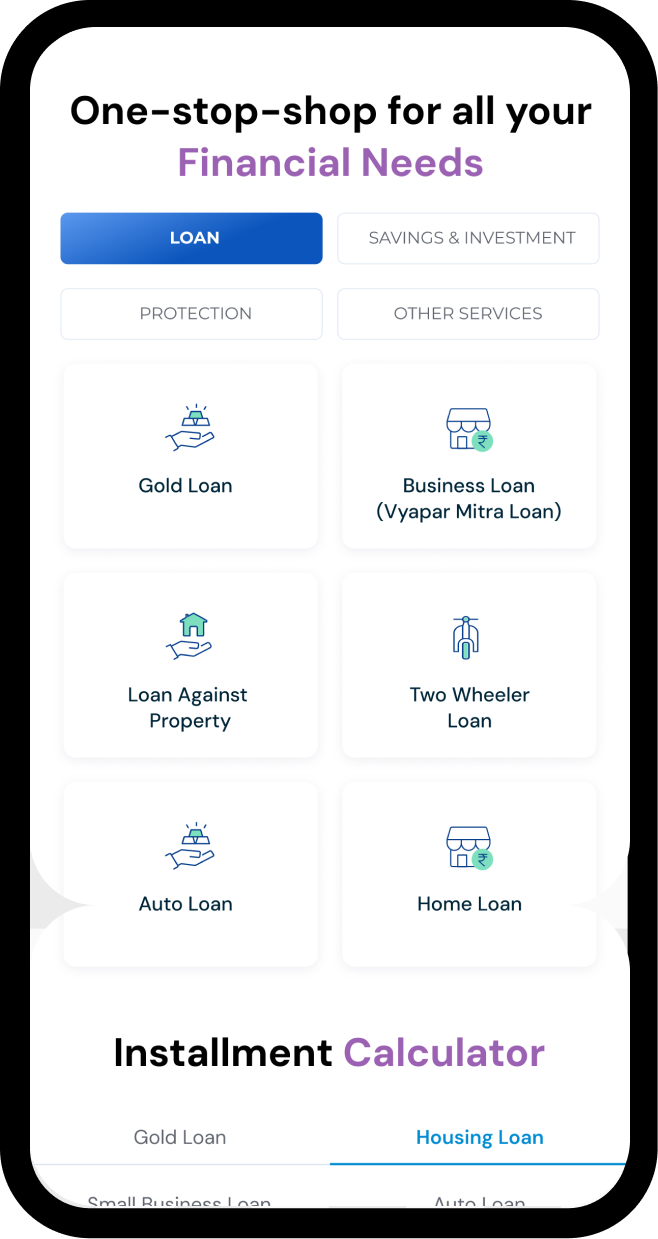 One-stop-shop for all your
Financial Needs
LOAN
SAVINGS & INVESTMENT
PROTECTION
OTHER SERVICES
Gold Loan
₹
Business Loan
(Vyapar Mitra Loan)
Loan Against
Property
Two Wheeler
Loan
Auto Loan
₹
Home Loan
Installment Calculator
Gold Loan
Housing Loan
Small Business Loan
Auto Loan